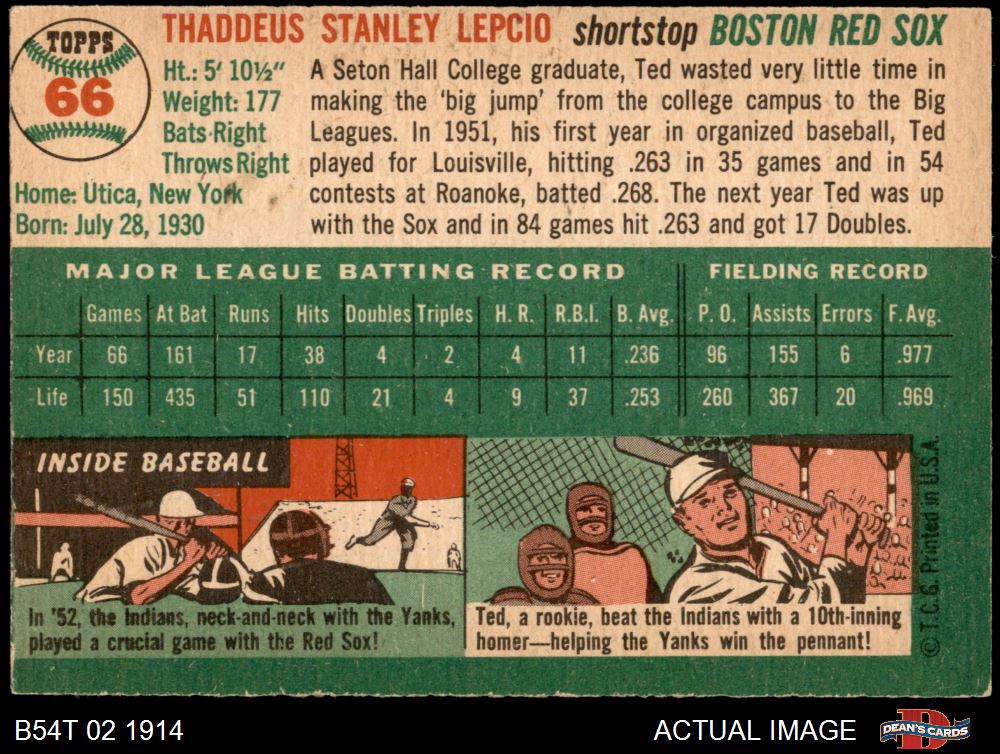 TOPPS
66
THADDEUS STANLEY LEPCIO shortstop BOSTON RED SOX
Ht.: 5' 10½"
Weight: 177
Bats-Right
Throws Right
Home: Utica, New York
Born: July 28, 1930
A Seton Hall College graduate, Ted wasted very little time in
making the 'big jump' from the college campus to the Big
Leagues. In 1951, his first year in organized baseball, Ted
played for Louisville, hitting .263 in 35 games and in 54
contests at Roanoke, batted .268. The next year Ted was up
with the Sox and in 84 games hit .263 and got 17 Doubles.
MAJOR LEAGUE BATTING RECORD FIELDING RECORD
Games At Bat Runs Hits Doubles Triples H. R. R.B.I. B. Avg. P. O. Assists Errors F. Avg.
Year 66 161 17 38 4 2 4 11 .236 96 155 6 .977
Life 150 435 51 110 21 4 9 37 .253 260 367 20 .969
INSIDE BASEBALL
In '52, the Indians, neck-and-neck with the Yanks,
played a crucial game with the Red Sox!
Ted, a rookie, beat the Indians with a 10th-inning
homer—helping the Yanks win the pennant!
© T.C.G. Printed in U.S.A.
B54T 02 1914 ACTUAL IMAGE
DEAN'S CARDS